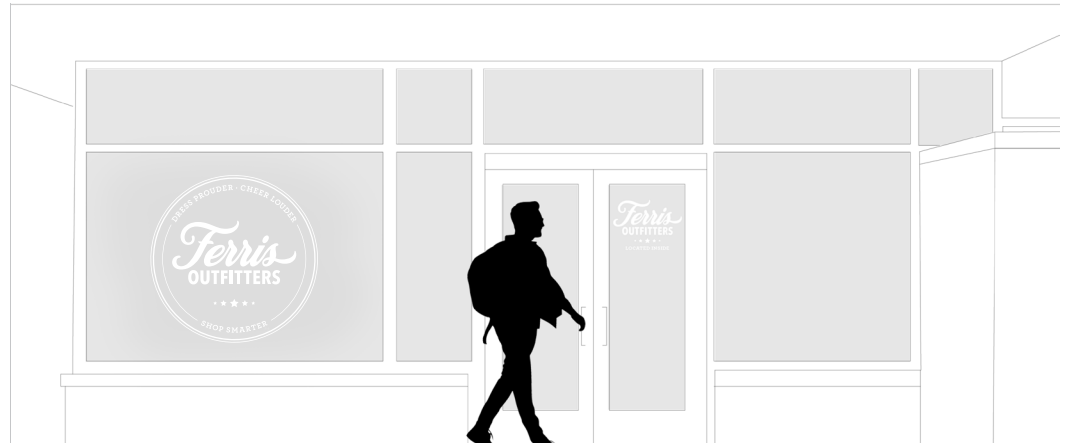 DRESS PROUDER · CHEER LOUDER
Ferris
OUTFITTERS
SHOP SMARTER
Ferris
OUTFITTERS